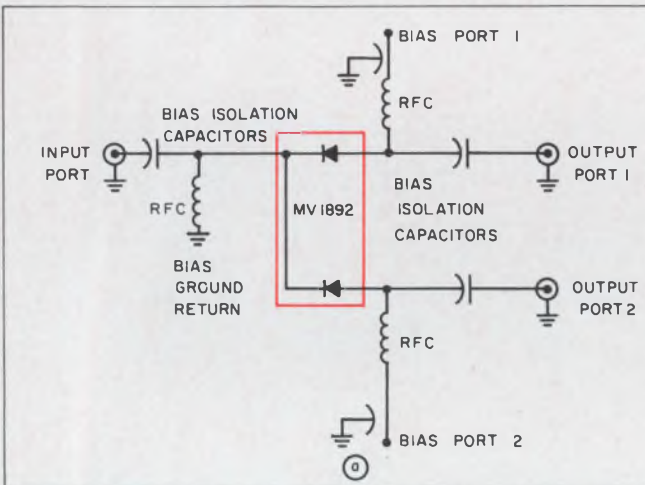 BIAS PORT 1
RFC
BIAS ISOLATION
CAPACITORS
INPUT
PORT
OUTPUT
PORT 1
RFC
MV1892
BIAS
ISOLATION
CAPACITORS
BIAS
GROUND
RETURN
OUTPUT
PORT 2
RFC
BIAS PORT 2
a